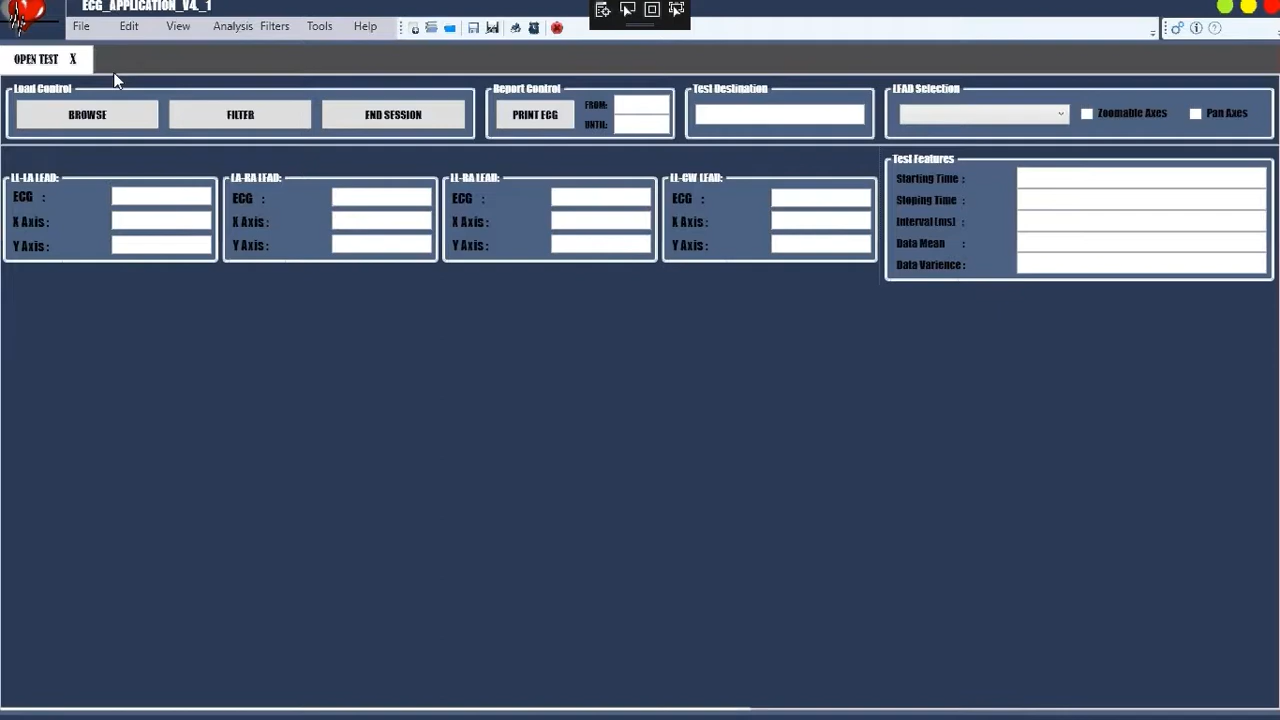 ECG_APPLICATION_V4._1
File Edit View Analysis Filters Tools Help
OPEN TEST X
Load Control
BROWSE FILTER END SESSION
Report Control
PRINT ECG
FROM:
UNTIL:
Test Destination
LEAD Selection
Zoomable Axes Pan Axes
LL-LA LEAD:
ECG :
X Axis :
Y Axis :
LA-RA LEAD:
ECG :
X Axis :
Y Axis :
LL-RA LEAD:
ECG :
X Axis :
Y Axis :
LL-CW LEAD:
ECG :
X Axis :
Y Axis :
Test Features
Starting Time :
Stoping Time :
Interval (ms) :
Data Mean :
Data Varience :